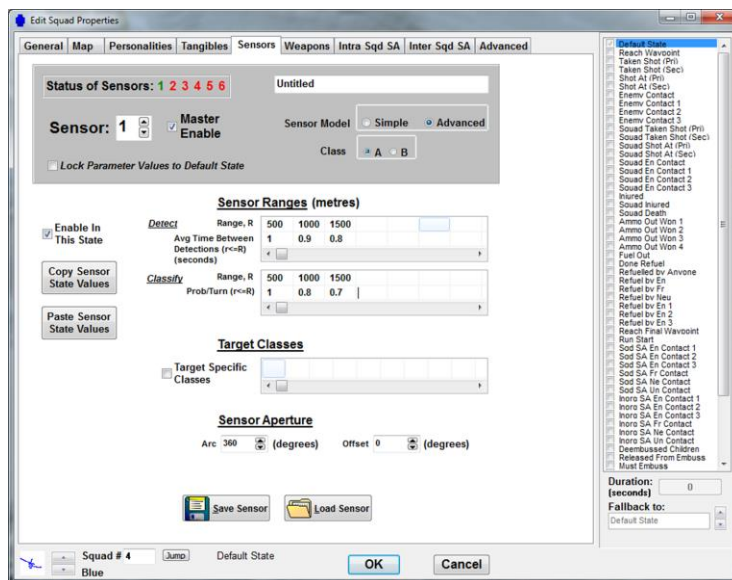 Edit Squad Properties
General Map Personalities Tangibles Sensors Weapons Intra Sqd SA Inter Sqd SA Advanced
Status of Sensors: 1 2 3 4 5 6
Untitled
Sensor: 1
Master Enable
Sensor Model Simple Advanced
Class A B
Lock Parameter Values to Default State
Sensor Ranges (metres)
Enable In This State
Detect Range, R 500 1000 1500
Avg Time Between Detections (r<=R) (seconds) 1 0.9 0.8
Copy Sensor State Values
Classify Range, R 500 1000 1500
Prob/Turn (r<=R) 1 0.8 0.7
Paste Sensor State Values
Target Classes
Target Specific Classes
Sensor Aperture
Arc 360 (degrees) Offset 0 (degrees)
Save Sensor Load Sensor
Squad # 4 Jump Default State
Blue
OK Cancel
Default State
Reach Waypoint
Taken Shot (Pri)
Taken Shot (Sec)
Shot At (Pri)
Shot At (Sec)
Enemy Contact
Enemy Contact 1
Enemy Contact 2
Enemy Contact 3
Squad Taken Shot (Pri)
Squad Taken Shot (Sec)
Squad Shot At (Pri)
Squad Shot At (Sec)
Squad En Contact
Squad En Contact 1
Squad En Contact 2
Squad En Contact 3
Injured
Squad Injured
Squad Death
Ammo Out Won 1
Ammo Out Won 2
Ammo Out Won 3
Ammo Out Won 4
Fuel Out
Done Refuel
Refuelled by Anyone
Refuel by En
Refuel by Fr
Refuel by Neu
Refuel by En 1
Refuel by En 2
Refuel by En 3
Reach Final Waypoint
Run Start
Sqd SA En Contact 1
Sqd SA En Contact 2
Sqd SA En Contact 3
Sqd SA Fr Contact
Sqd SA Ne Contact
Sqd SA Un Contact
Inorg SA En Contact 1
Inorg SA En Contact 2
Inorg SA En Contact 3
Inorg SA Fr Contact
Inorg SA Ne Contact
Inorg SA Un Contact
Deembussed Children
Released From Embuss
Must Embuss
Duration: (seconds) 0
Fallback to:
Default State